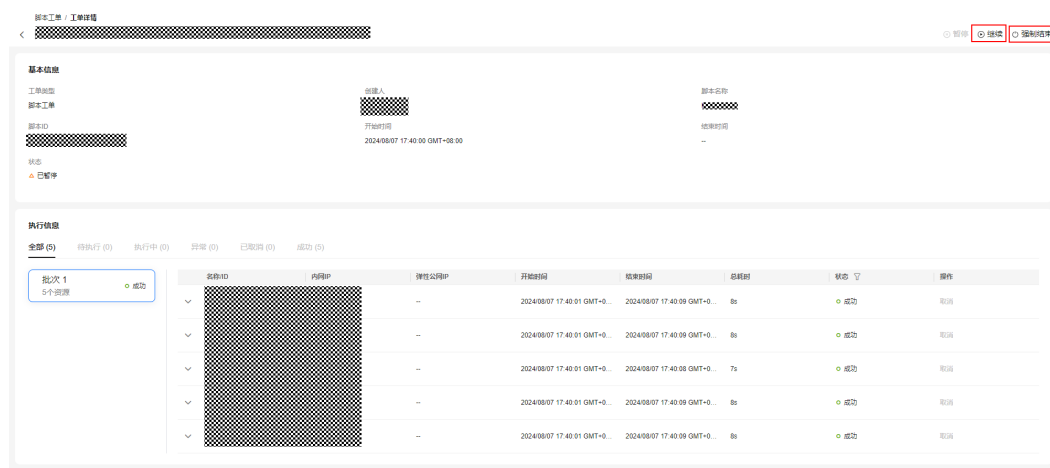 脚本工单 / 工单详情
暂停 继续 强制结束
基本信息
工单类型 创建人 脚本名称
脚本工单
脚本ID 开始时间 结束时间
2024/08/07 17:40:00 GMT+08:00 --
状态
已暂停
执行信息
全部 (5) 待执行 (0) 执行中 (0) 异常 (0) 已取消 (0) 成功 (5)
批次 1 成功
5个资源
名称/ID 内网IP 弹性公网IP 开始时间 结束时间 总耗时 状态 操作
-- 2024/08/07 17:40:01 GMT+0... 2024/08/07 17:40:09 GMT+0... 8s 成功 取消
-- 2024/08/07 17:40:01 GMT+0... 2024/08/07 17:40:09 GMT+0... 8s 成功 取消
-- 2024/08/07 17:40:01 GMT+0... 2024/08/07 17:40:08 GMT+0... 7s 成功 取消
-- 2024/08/07 17:40:01 GMT+0... 2024/08/07 17:40:09 GMT+0... 8s 成功 取消
-- 2024/08/07 17:40:01 GMT+0... 2024/08/07 17:40:09 GMT+0... 8s 成功 取消